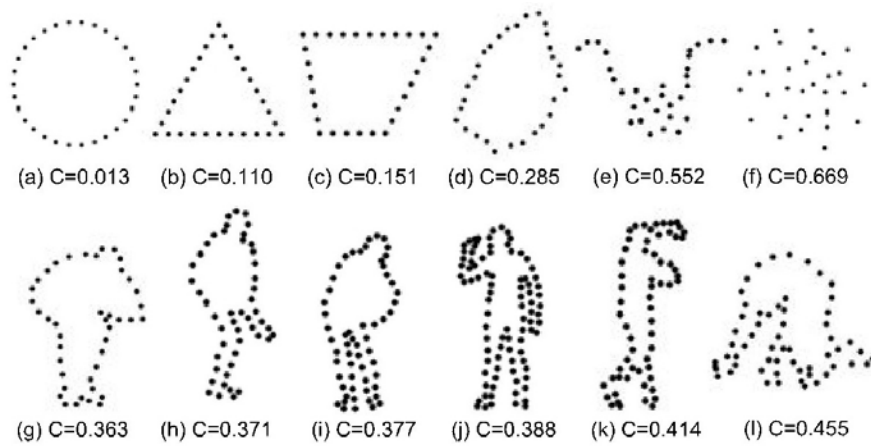 (a) C=0.013 (b) C=0.110 (c) C=0.151 (d) C=0.285 (e) C=0.552 (f) C=0.669
(g) C=0.363 (h) C=0.371 (i) C=0.377 (j) C=0.388 (k) C=0.414 (l) C=0.455